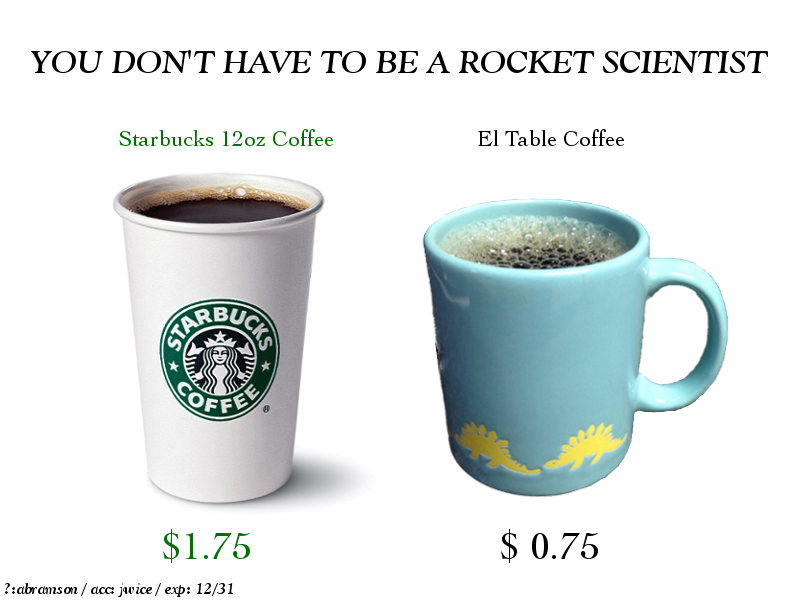 YOU DON'T HAVE TO BE A ROCKET SCIENTIST
Starbucks 12oz Coffee
El Table Coffee
STARBUCKS
COFFEE
®
$1.75
$ 0.75
?:abramson / acc: jwice / exp: 12/31